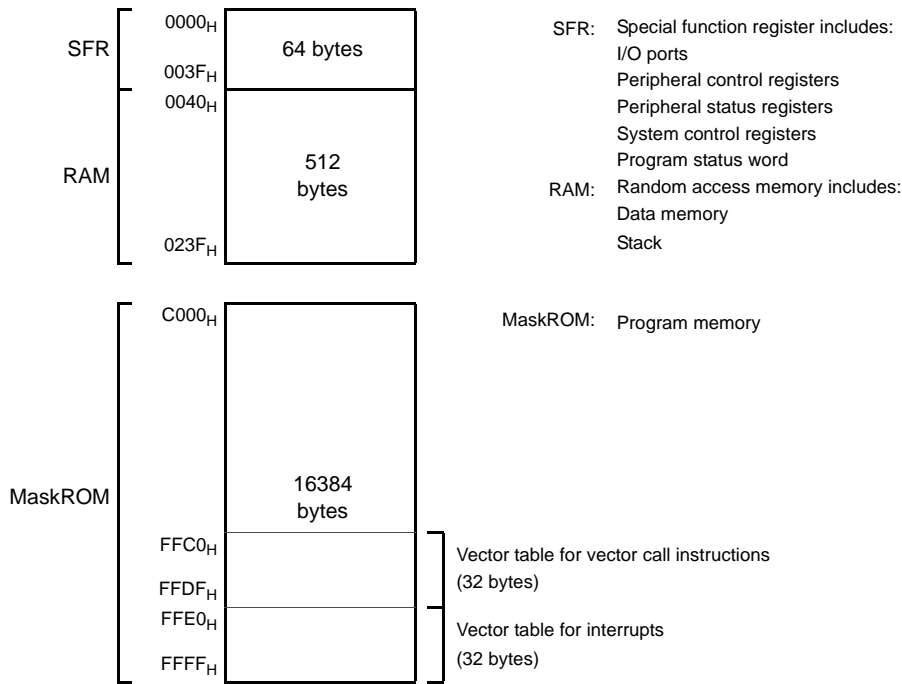 0000H
SFR
64 bytes
003FH
0040H
RAM
512
bytes
023FH
SFR: Special function register includes:
I/O ports
Peripheral control registers
Peripheral status registers
System control registers
Program status word
RAM: Random access memory includes:
Data memory
Stack
C000H
MaskROM: Program memory
MaskROM
16384
bytes
FFC0H
FFDFH
Vector table for vector call instructions
(32 bytes)
FFE0H
FFFFH
Vector table for interrupts
(32 bytes)